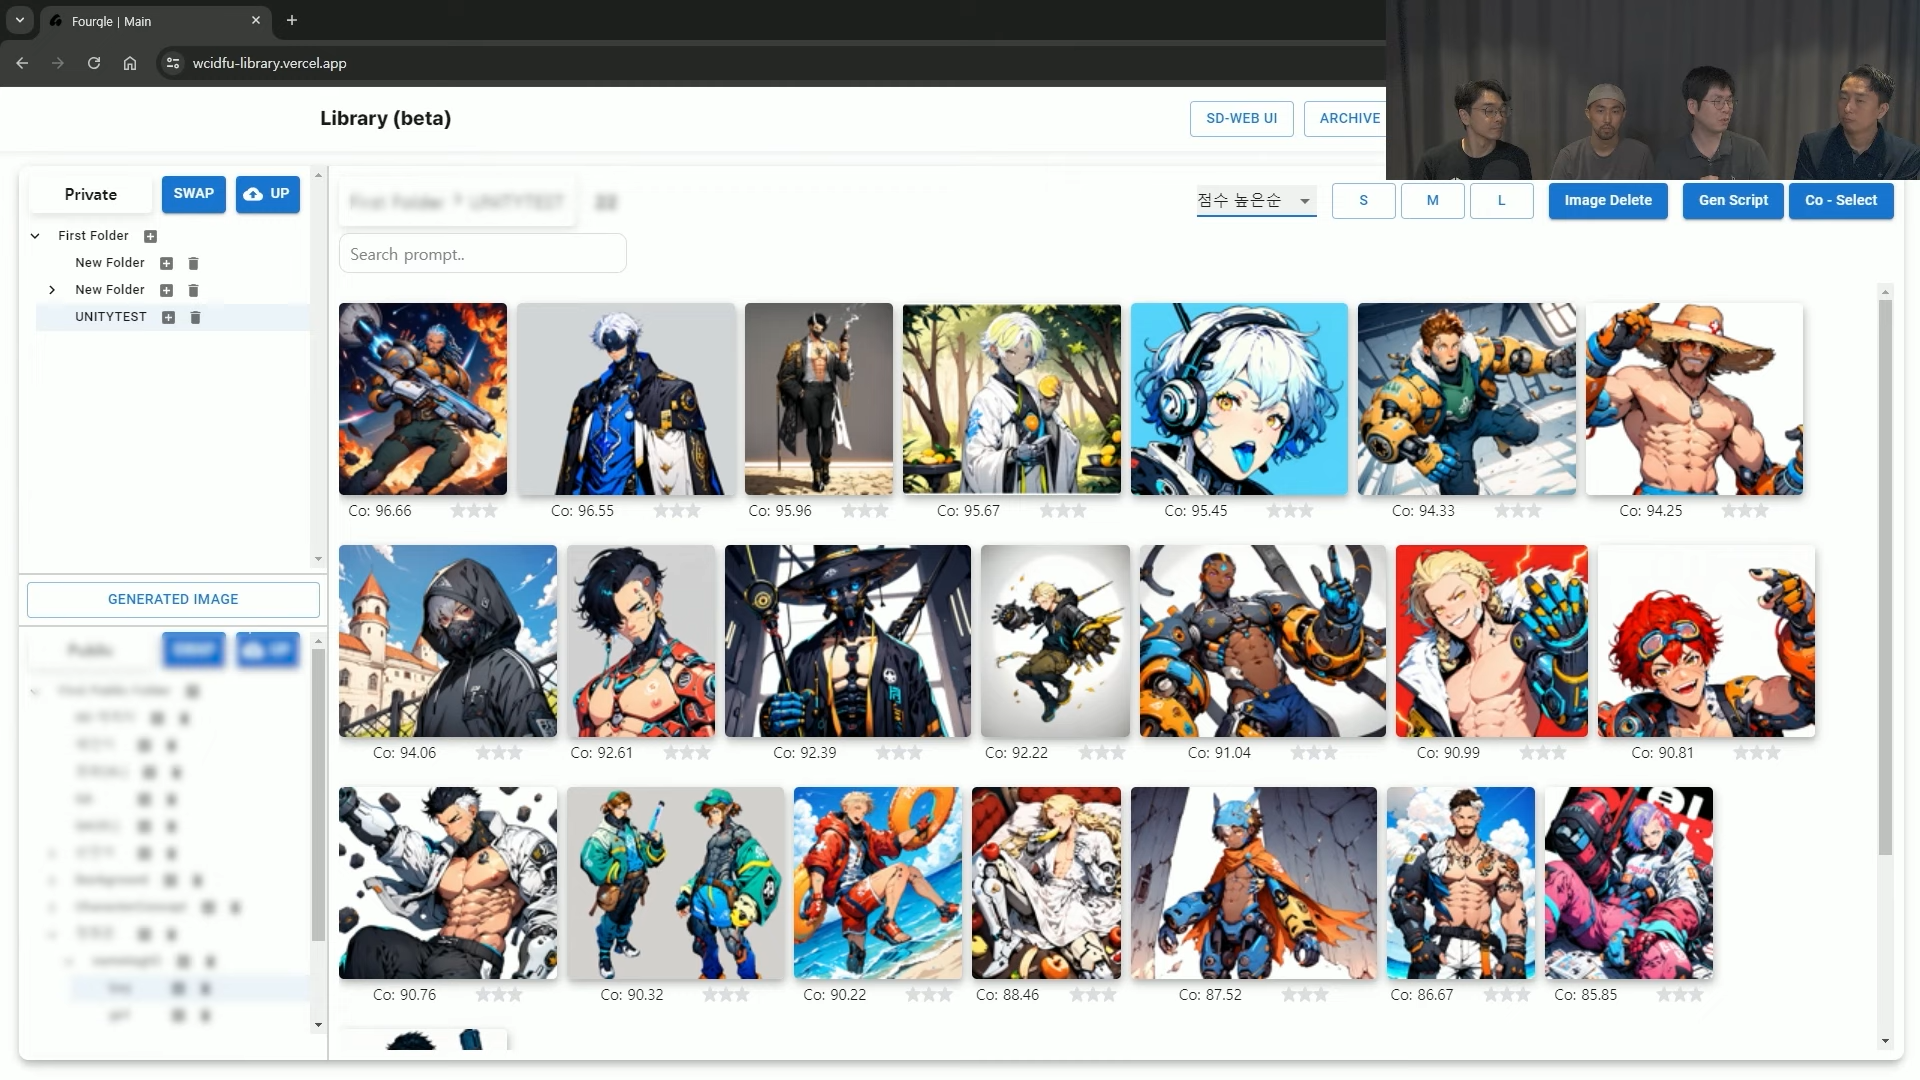 Fourgle | Main
wcidfu-library.vercel.app
Library (beta)
SD-WEB UI
ARCHIVE
Private
SWAP
UP
First Folder
New Folder
New Folder
UNITYTEST
GENERATED IMAGE
First Folder
UNITYTEST
22
점수 높은순
S
M
L
Image Delete
Gen Script
Co - Select
Search prompt..
Co: 96.66
Co: 96.55
Co: 95.96
Co: 95.67
Co: 95.45
Co: 94.33
Co: 94.25
Co: 94.06
Co: 92.61
Co: 92.39
Co: 92.22
Co: 91.04
Co: 90.99
Co: 90.81
Co: 90.76
Co: 90.32
Co: 90.22
Co: 88.46
Co: 87.52
Co: 86.67
Co: 85.85